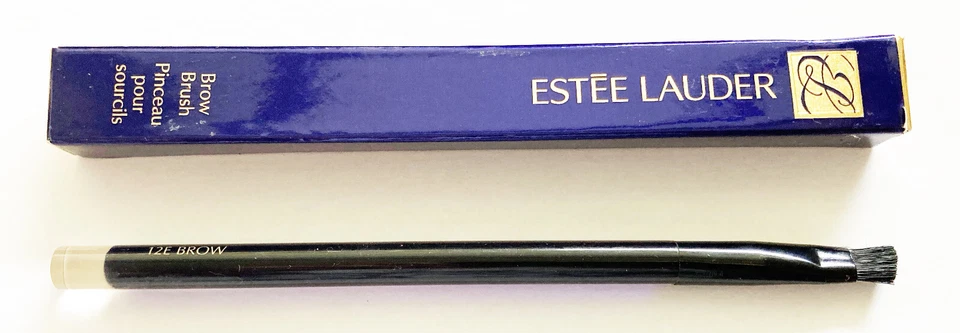 Brow
Brush
Pinceau
pour
sourcils
ESTĒE LAUDER
12E BROW